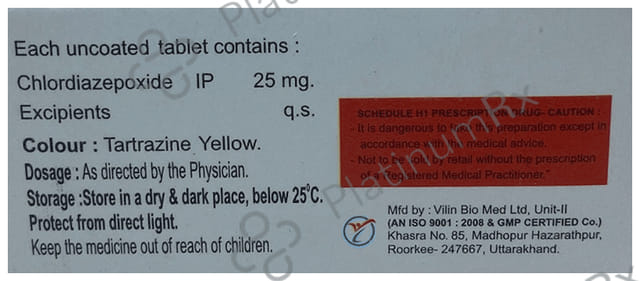 Each uncoated tablet contains :
Chlordiazepoxide IP 25 mg.
Excipients q.s.
Colour : Tartrazine Yellow.
Dosage : As directed by the Physician.
Storage : Store in a dry & dark place, below 25°C.
Protect from direct light.
Keep the medicine out of reach of children.
SCHEDULE H1 PRESCRIPTION DRUG- CAUTION :
- It is dangerous to take this preparation except in
accordance with the medical advice.
- Not to be sold by retail without the prescription
of a Registered Medical Practitioner."
Mfd by : Vilin Bio Med Ltd, Unit-II
(AN ISO 9001 : 2008 & GMP CERTIFIED Co.)
Khasra No. 85, Madhopur Hazarathpur,
Roorkee- 247667, Uttarakhand.
PlatinumRx